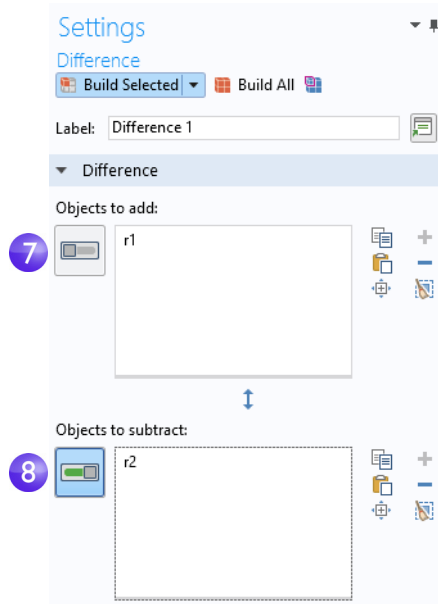 Settings
Difference
Build Selected Build All
Label: Difference 1
Difference
Objects to add:
7
r1
Objects to subtract:
8
r2